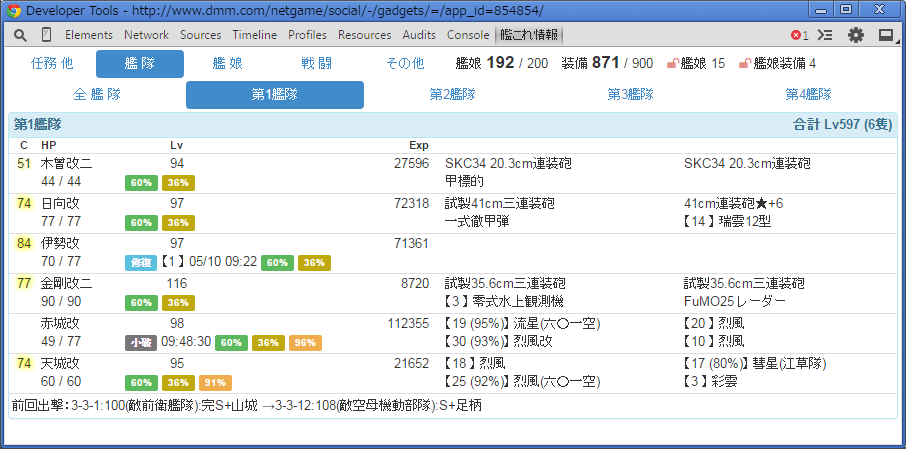 Developer Tools - http://www.dmm.com/netgame/social/-/gadgets/=/app_id=854854/
Elements Network Sources Timeline Profiles Resources Audits Console 艦これ情報 1
任務 他 艦 隊 艦 娘 戦 闘 その他 艦娘 192 / 200 装備 871 / 900 艦娘 15 艦娘装備 4
全 艦 隊 第1艦隊 第2艦隊 第3艦隊 第4艦隊
第1艦隊 合計 Lv597 (6隻)
C HP Lv Exp
51 木曾改二 94 27596 SKC34 20.3cm連装砲 SKC34 20.3cm連装砲
44 / 44 60% 36% 甲標的
74 日向改 97 72318 試製41cm三連装砲 41cm連装砲★+6
77 / 77 60% 36% 一式徹甲弾 【14】瑞雲12型
84 伊勢改 97 71361
70 / 77 修復 【1】05/10 09:22 60% 36%
77 金剛改二 116 8720 試製35.6cm三連装砲 試製35.6cm三連装砲
90 / 90 60% 36% 【3】零式水上観測機 FuMO25レーダー
赤城改 98 112355 【19 (95%)】流星(六〇一空) 【20】烈風
49 / 77 小破 09:48:30 60% 36% 96% 【30 (93%)】烈風改 【10】烈風
74 天城改 95 21652 【18】烈風 【17 (80%)】彗星(江草隊)
60 / 60 60% 36% 91% 【25 (92%)】烈風(六〇一空) 【3】彩雲
前回出撃：3-3-1:100(敵前衛艦隊):完S+山城 →3-3-12:108(敵空母機動部隊):S+足柄